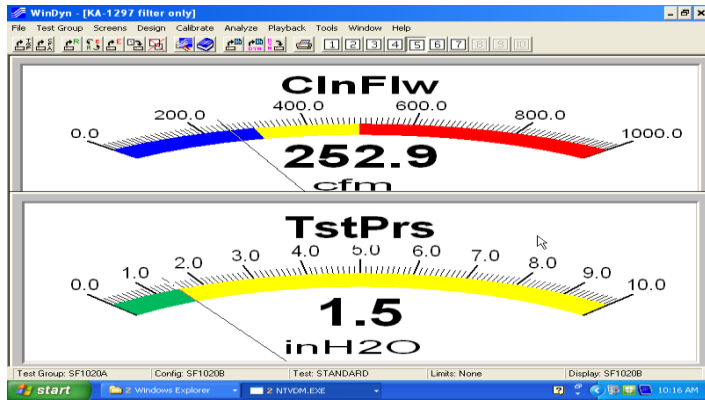 WinDyn - [KA-1297 filter only]
File Test Group Screens Design Calibrate Analyze Playback Tools Window Help
1 2 3 4 5 6 7 8 9 10
ClnFlw
0.0 200.0 400.0 600.0 800.0 1000.0
252.9
cfm
TstPrs
0.0 1.0 2.0 3.0 4.0 5.0 6.0 7.0 8.0 9.0 10.0
1.5
inH2O
Test Group: SF1020A Config: SF1020B Test: STANDARD Limits: None Display: SF1020B
start 2 Windows Explorer 2 NTVDM.EXE 10:16 AM